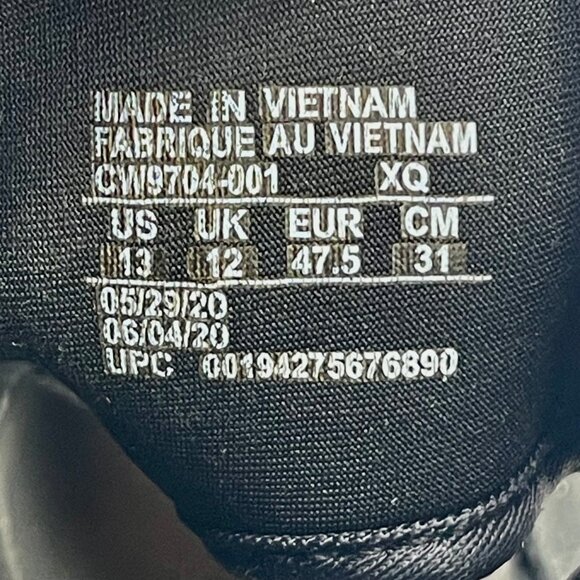 MADE IN VIETNAM
FABRIQUE AU VIETNAM
CW9704-001 XQ
US UK EUR CM
13 12 47.5 31
05/29/20
06/04/20
UPC 00194275676890